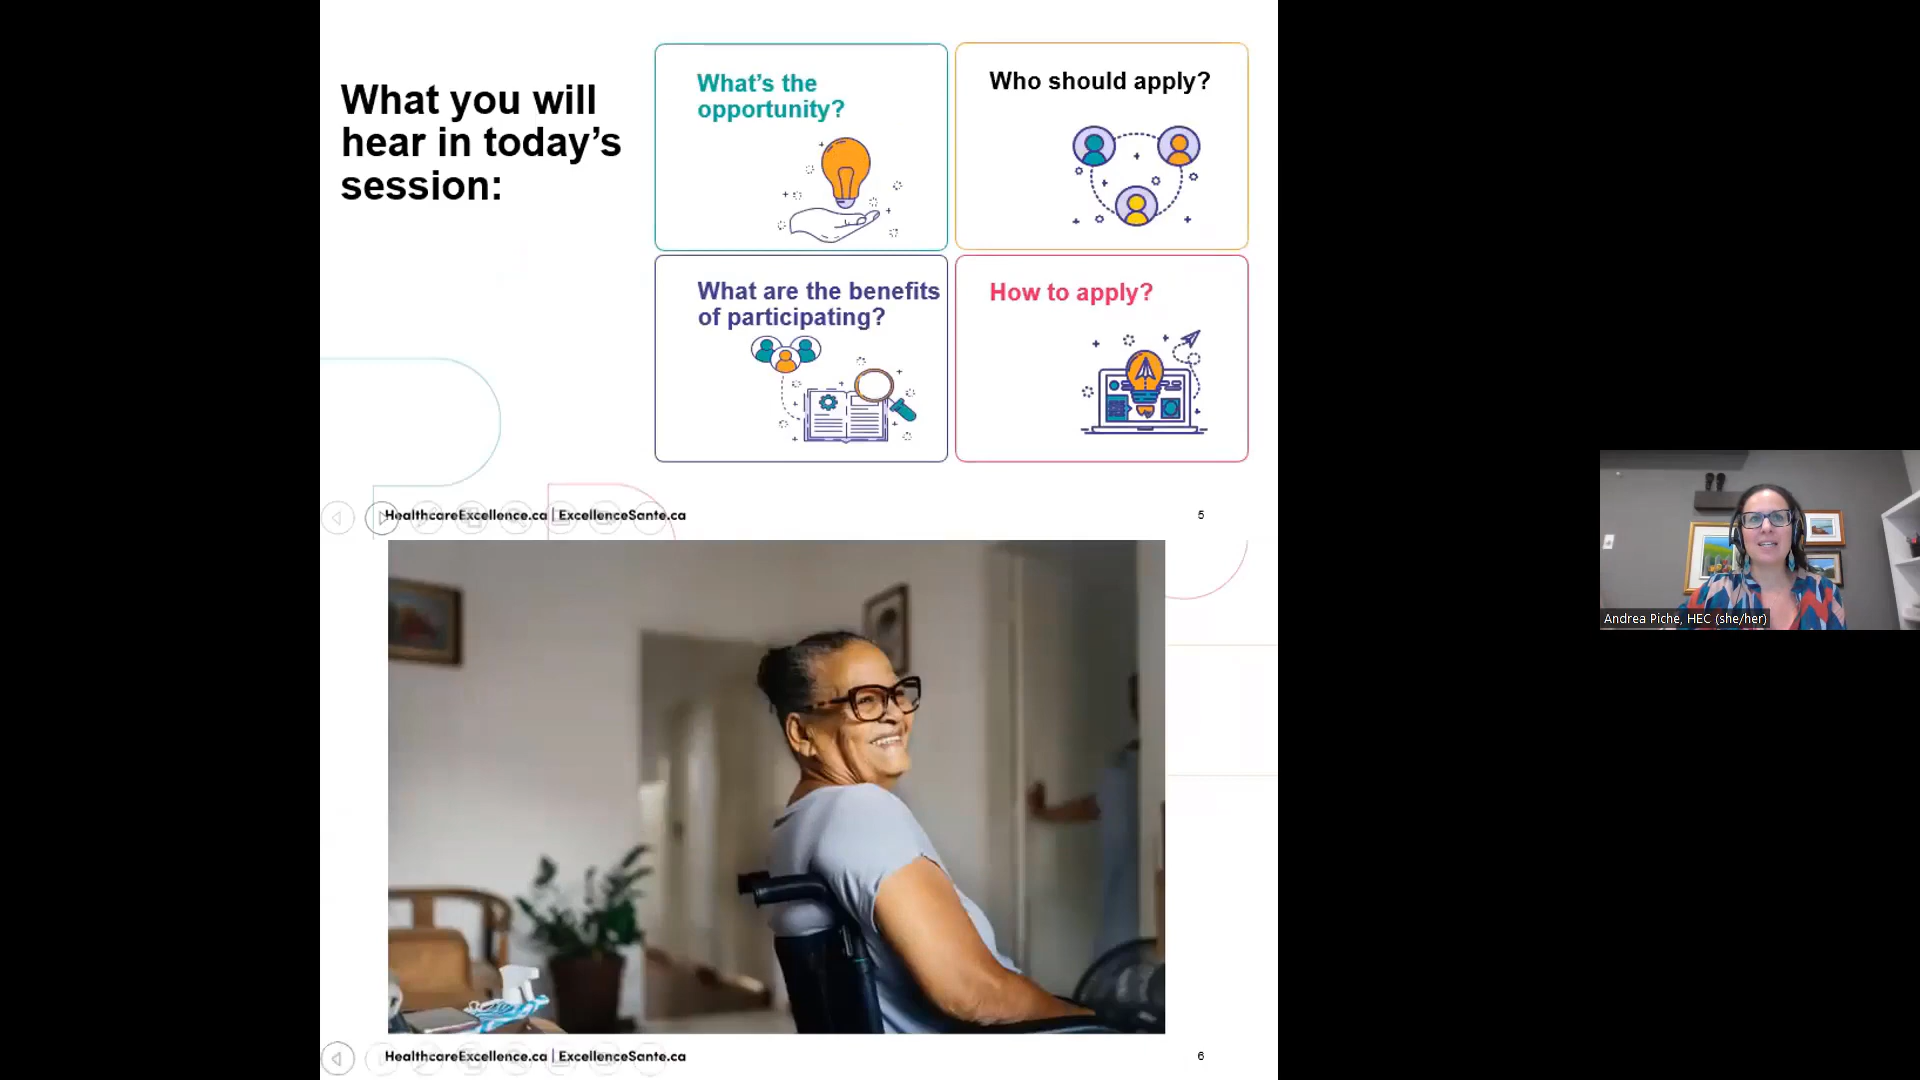 What you will
hear in today's
session:
What's the
opportunity?
Who should apply?
What are the benefits
of participating?
How to apply?
HealthcareExcellence.ca | ExcellenceSante.ca
5
Andrea Piche, HEC (she/her)
HealthcareExcellence.ca | ExcellenceSante.ca
6